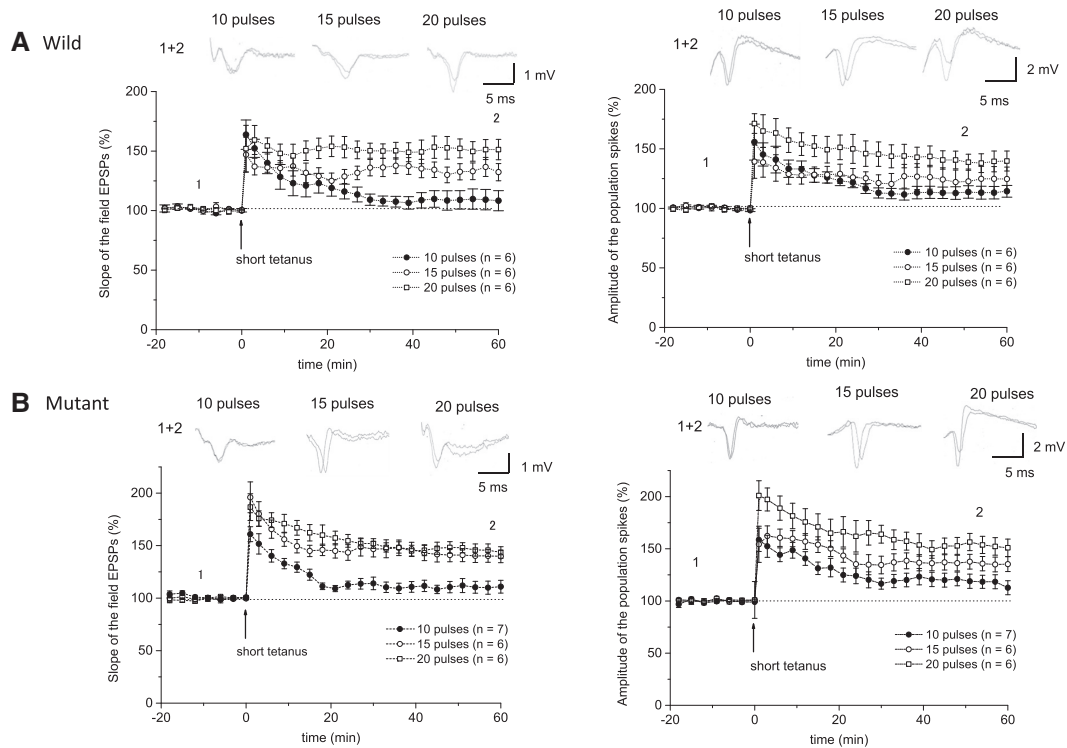 A Wild
10 pulses 15 pulses 20 pulses
1+2
1 mV
5 ms
Slope of the field EPSPs (%)
200
150
100
50
0
1
2
short tetanus
10 pulses (n = 6)
15 pulses (n = 6)
20 pulses (n = 6)
-20 0 20 40 60
time (min)
10 pulses 15 pulses 20 pulses
1+2
2 mV
5 ms
Amplitude of the population spikes (%)
200
150
100
50
0
1
2
short tetanus
10 pulses (n = 6)
15 pulses (n = 6)
20 pulses (n = 6)
-20 -10 0 10 20 30 40 50 60
time (min)
B Mutant
10 pulses 15 pulses 20 pulses
1+2
1 mV
5 ms
Slope of the field EPSPs (%)
200
150
100
50
0
1
2
short tetanus
10 pulses (n = 7)
15 pulses (n = 6)
20 pulses (n = 6)
-20 0 20 40 60
time (min)
10 pulses 15 pulses 20 pulses
1+2
2 mV
5 ms
Amplitude of the population spikes (%)
200
150
100
50
0
1
2
short tetanus
10 pulses (n = 7)
15 pulses (n = 6)
20 pulses (n = 6)
-20 0 20 40 60
time (min)